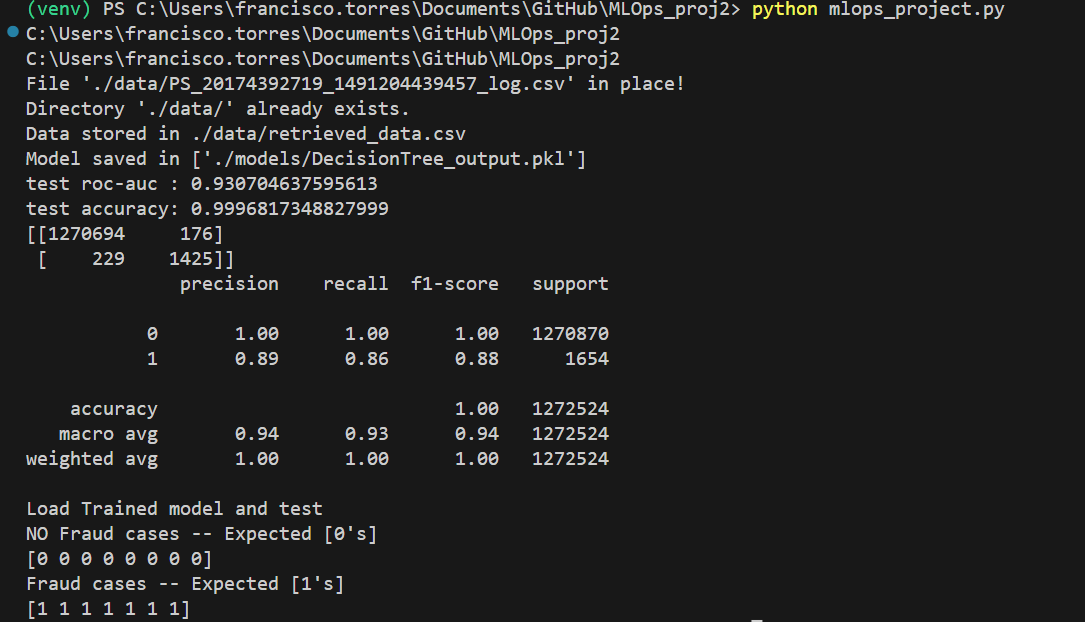 (venv) PS C:\Users\francisco.torres\Documents\GitHub\MLOps_proj2> python mlops_project.py
C:\Users\francisco.torres\Documents\GitHub\MLOps_proj2
C:\Users\francisco.torres\Documents\GitHub\MLOps_proj2
File './data/PS_20174392719_1491204439457_log.csv' in place!
Directory './data/' already exists.
Data stored in ./data/retrieved_data.csv
Model saved in ['./models/DecisionTree_output.pkl']
test roc-auc : 0.930704637595613
test accuracy: 0.9996817348827999
[[1270694     176]
 [    229    1425]]
              precision    recall  f1-score   support

           0       1.00      1.00      1.00   1270870
           1       0.89      0.86      0.88      1654

    accuracy                           1.00   1272524
   macro avg       0.94      0.93      0.94   1272524
weighted avg       1.00      1.00      1.00   1272524

Load Trained model and test
NO Fraud cases -- Expected [0's]
[0 0 0 0 0 0 0 0]
Fraud cases -- Expected [1's]
[1 1 1 1 1 1 1]